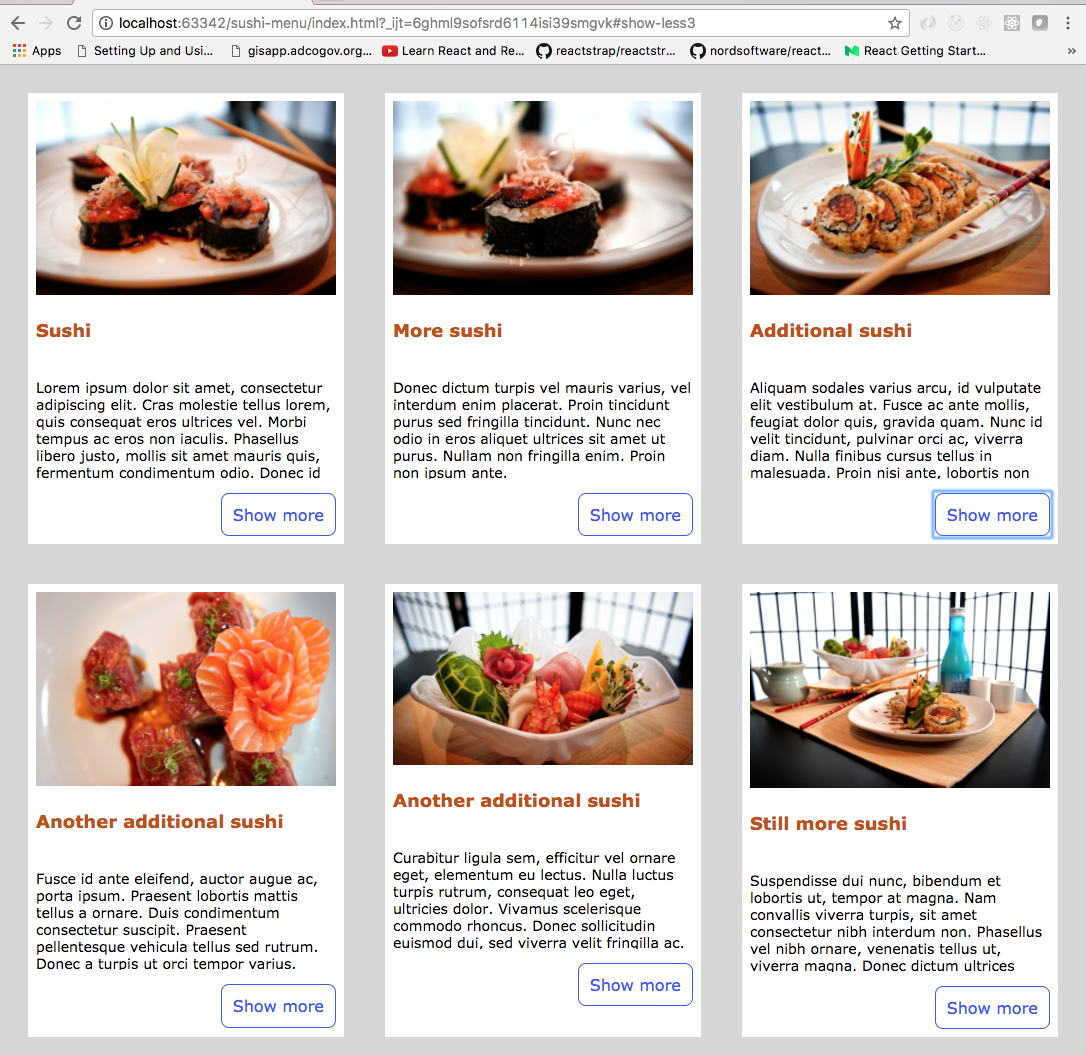 localhost:63342/sushi-menu/index.html?_ijt=6ghml9sofsrd6114isi39smgvk#show-less3
Apps Setting Up and Usi... gisapp.adcogov.org... Learn React and Re... reactstrap/reactstr... nordsoftware/react... React Getting Start... »
Sushi
Lorem ipsum dolor sit amet, consectetur
adipiscing elit. Cras molestie tellus lorem,
quis consequat eros ultrices vel. Morbi
tempus ac eros non iaculis. Phasellus
libero justo, mollis sit amet mauris quis,
fermentum condimentum odio. Donec id
Show more
More sushi
Donec dictum turpis vel mauris varius, vel
interdum enim placerat. Proin tincidunt
purus sed fringilla tincidunt. Nunc nec
odio in eros aliquet ultrices sit amet ut
purus. Nullam non fringilla enim. Proin
non ipsum ante.
Show more
Additional sushi
Aliquam sodales varius arcu, id vulputate
elit vestibulum at. Fusce ac ante mollis,
feugiat dolor quis, gravida quam. Nunc id
velit tincidunt, pulvinar orci ac, viverra
diam. Nulla finibus cursus tellus in
malesuada. Proin nisi ante, lobortis non
Show more
Another additional sushi
Fusce id ante eleifend, auctor augue ac,
porta ipsum. Praesent lobortis mattis
tellus a ornare. Duis condimentum
consectetur suscipit. Praesent
pellentesque vehicula tellus sed rutrum.
Donec a turpis ut orci tempor varius.
Show more
Another additional sushi
Curabitur ligula sem, efficitur vel ornare
eget, elementum eu lectus. Nulla luctus
turpis rutrum, consequat leo eget,
ultricies dolor. Vivamus scelerisque
commodo rhoncus. Donec sollicitudin
euismod dui, sed viverra velit fringilla ac.
Show more
Still more sushi
Suspendisse dui nunc, bibendum et
lobortis ut, tempor at magna. Nam
convallis viverra turpis, sit amet
consectetur nibh interdum non. Phasellus
vel nibh ornare, venenatis tellus ut,
viverra magna. Donec dictum ultrices
Show more